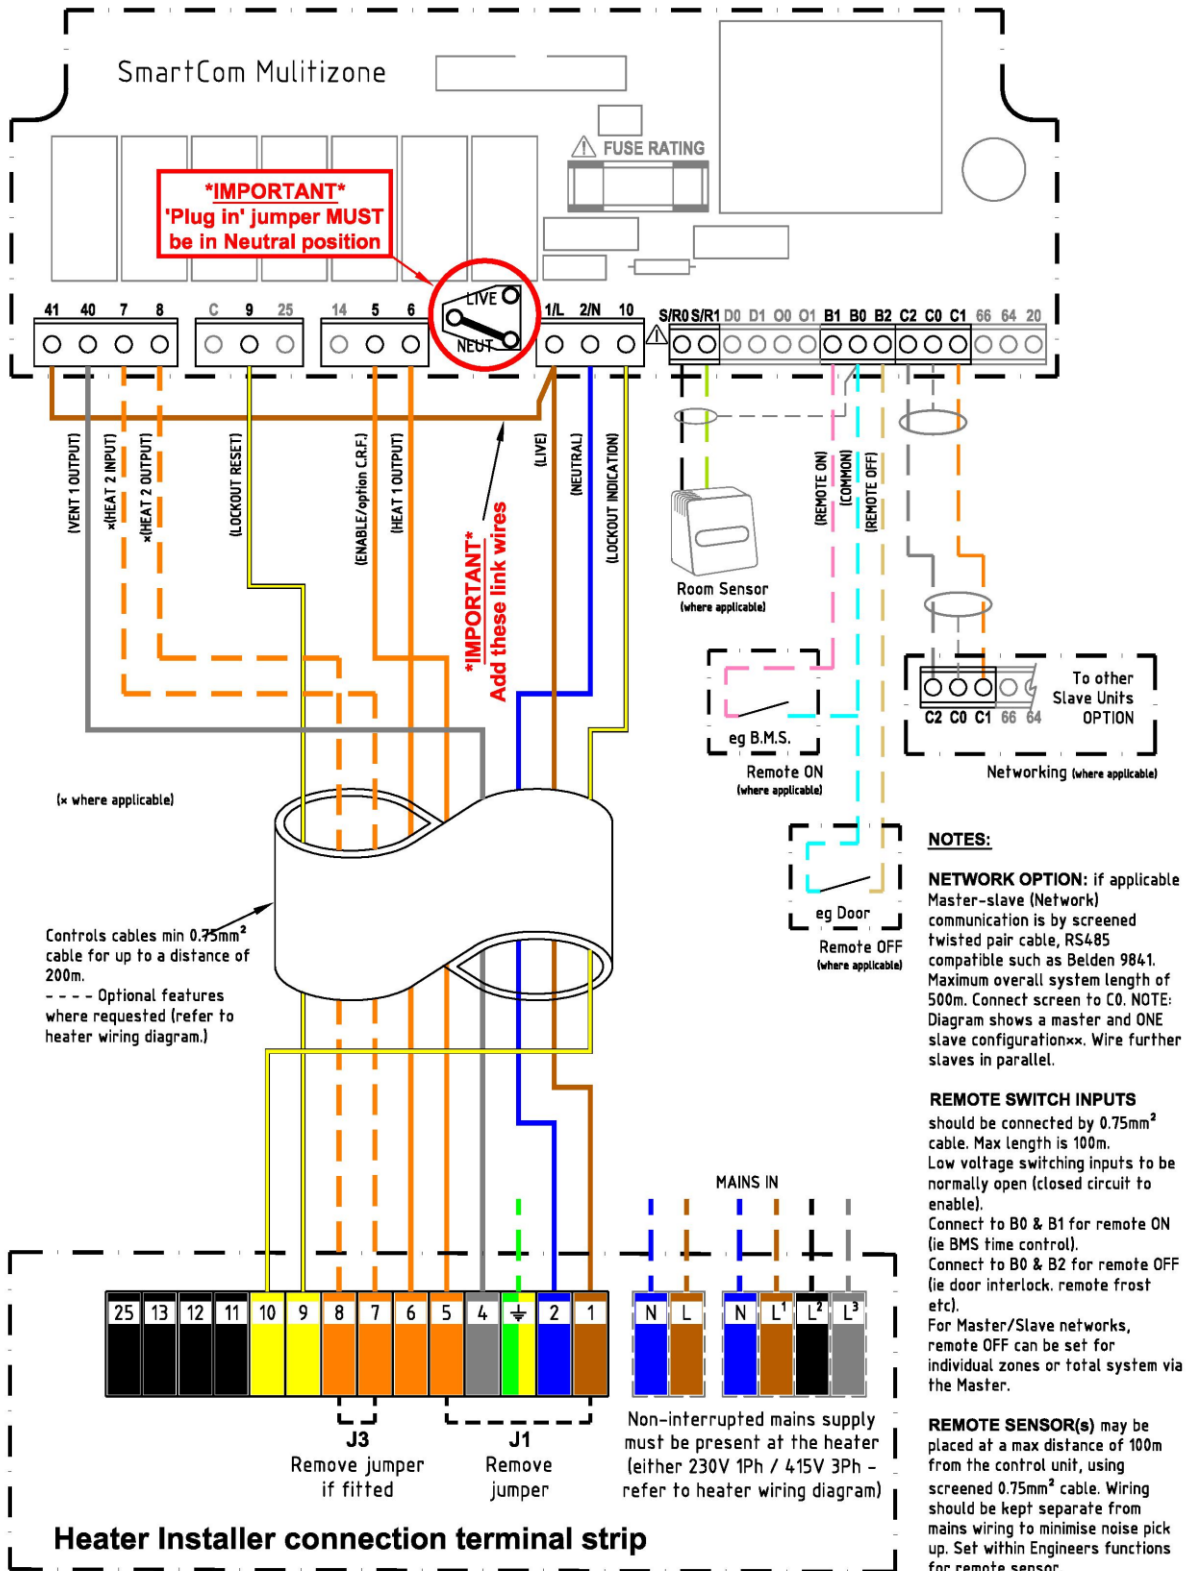 SmartCom Mulitizone
FUSE RATING
*IMPORTANT*
'Plug in' jumper MUST
be in Neutral position
LIVE
NEUT
41 40 7 8
C 9 25
14 5 6
1/L 2/N 10
S/R0 S/R1 D0 D1 O0 O1 B1 B0 B2 C2 C0 C1 66 64 20
(VENT 1 OUTPUT)
×(HEAT 2 INPUT)
×(HEAT 2 OUTPUT)
(LOCKOUT RESET)
(ENABLE/option C.R.F.)
(HEAT 1 OUTPUT)
(LIVE)
(NEUTRAL)
(LOCKOUT INDICATION)
(REMOTE ON)
(COMMON)
(REMOTE OFF)
*IMPORTANT*
Add these link wires
Room Sensor
(where applicable)
eg B.M.S.
Remote ON
(where applicable)
To other
Slave Units
OPTION
C2 C0 C1 66 64
Networking (where applicable)
eg Door
Remote OFF
(where applicable)
(× where applicable)
Controls cables min 0.75mm²
cable for up to a distance of
200m.
---- Optional features
where requested (refer to
heater wiring diagram.)
NOTES:
NETWORK OPTION: if applicable
Master-slave (Network)
communication is by screened
twisted pair cable, RS485
compatible such as Belden 9841.
Maximum overall system length of
500m. Connect screen to C0. NOTE:
Diagram shows a master and ONE
slave configuration××. Wire further
slaves in parallel.
REMOTE SWITCH INPUTS
should be connected by 0.75mm²
cable. Max length is 100m.
Low voltage switching inputs to be
normally open (closed circuit to
enable).
Connect to B0 & B1 for remote ON
(ie BMS time control).
Connect to B0 & B2 for remote OFF
(ie door interlock. remote frost
etc).
For Master/Slave networks,
remote OFF can be set for
individual zones or total system via
the Master.
REMOTE SENSOR(s) may be
placed at a max distance of 100m
from the control unit, using
screened 0.75mm² cable. Wiring
should be kept separate from
mains wiring to minimise noise pick
up. Set within Engineers functions
for remote sensor
MAINS IN
25 13 12 11 10 9 8 7 6 5 4 2 1
N L
N L¹ L² L³
J3
Remove jumper
if fitted
J1
Remove
jumper
Non-interrupted mains supply
must be present at the heater
(either 230V 1Ph / 415V 3Ph -
refer to heater wiring diagram)
Heater Installer connection terminal strip